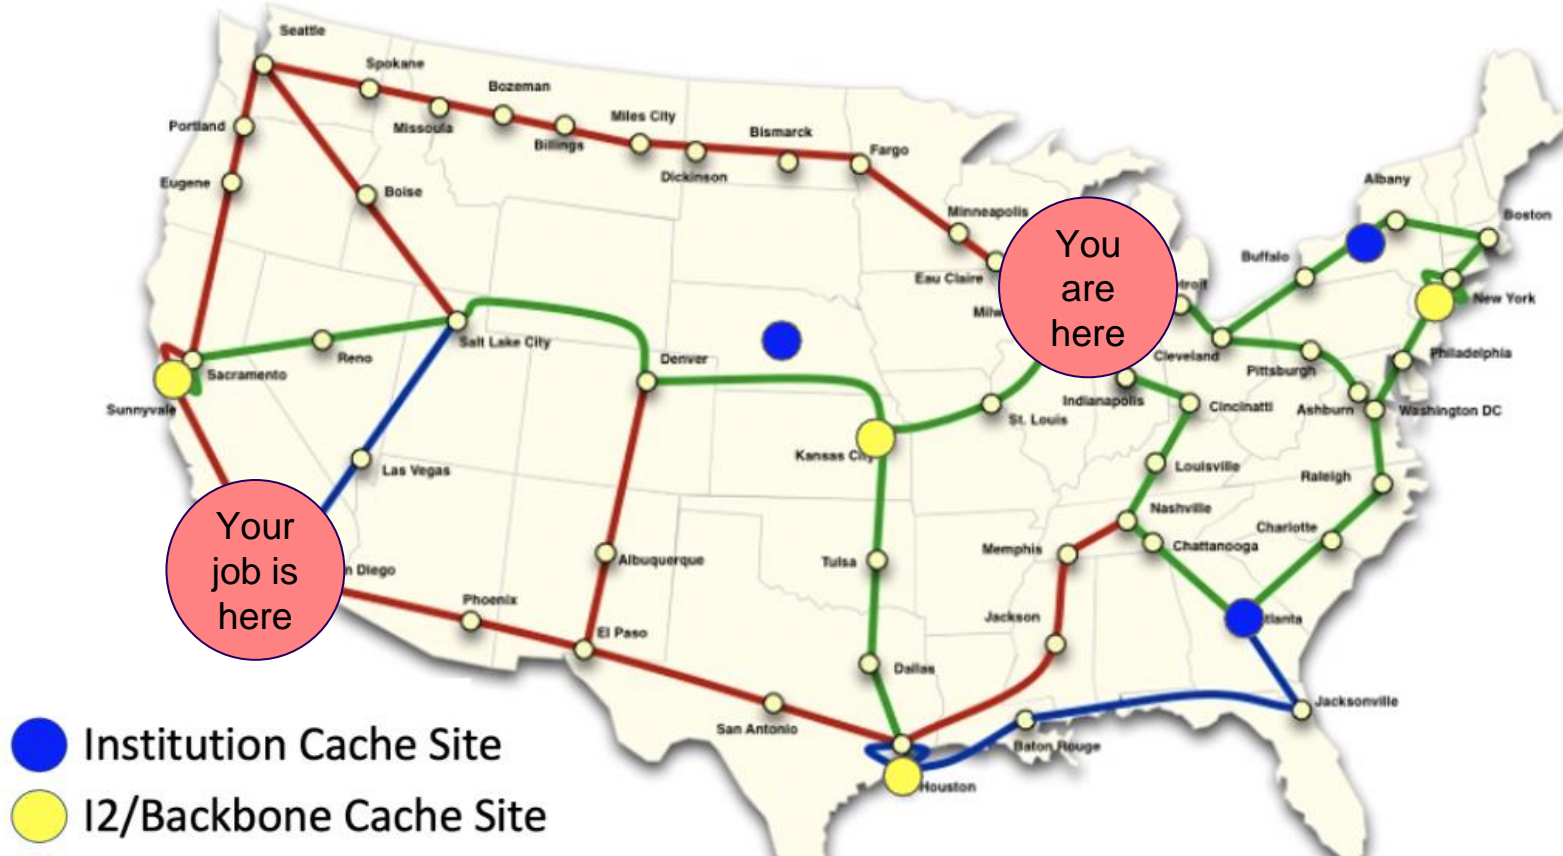 Seattle
Spokane
Bozeman
Miles City
Bismarck
Fargo
Portland
Missoula
Billings
Dickinson
Eugene
Boise
Minneapolis
Eau Claire
Albany
Boston
Buffalo
New York
You
are
here
Reno
Salt Lake City
Denver
Sacramento
Sunnyvale
Cleveland
Pittsburgh
Philadelphia
Indianapolis
Cincinatti
Ashburn
Washington DC
St. Louis
Kansas City
Las Vegas
Louisville
Raleigh
Your
job is
here
n Diego
Nashville
Charlotte
Memphis
Chattanooga
Tulsa
Albuquerque
Phoenix
El Paso
Jackson
tlanta
Dallas
San Antonio
Jacksonville
Baton Rouge
Houston
Institution Cache Site
I2/Backbone Cache Site